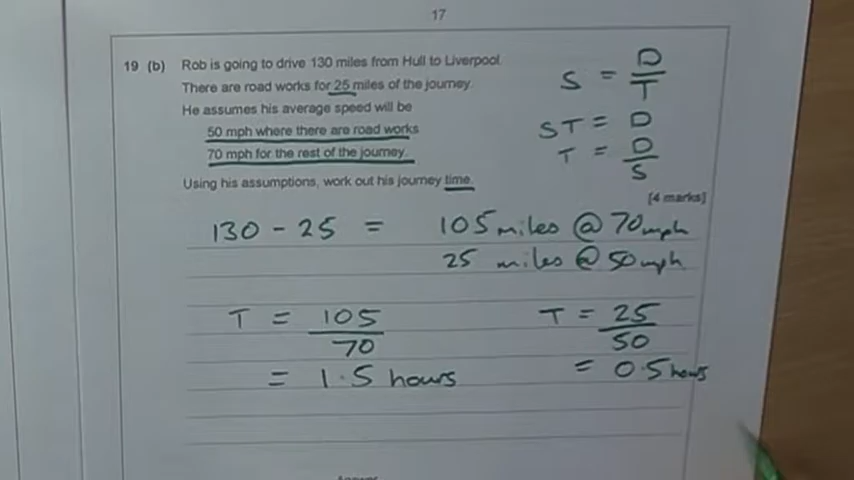 17
19 (b) Rob is going to drive 130 miles from Hull to Liverpool.
There are road works for 25 miles of the journey.
He assumes his average speed will be
50 mph where there are road works
70 mph for the rest of the journey.
Using his assumptions, work out his journey time.
[4 marks]
S = D/T
ST = D
T = D/S
130 - 25 = 105 miles @ 70mph
25 miles @ 50mph
T = 105/70
= 1.5 hours
T = 25/50
= 0.5 hours
Answer